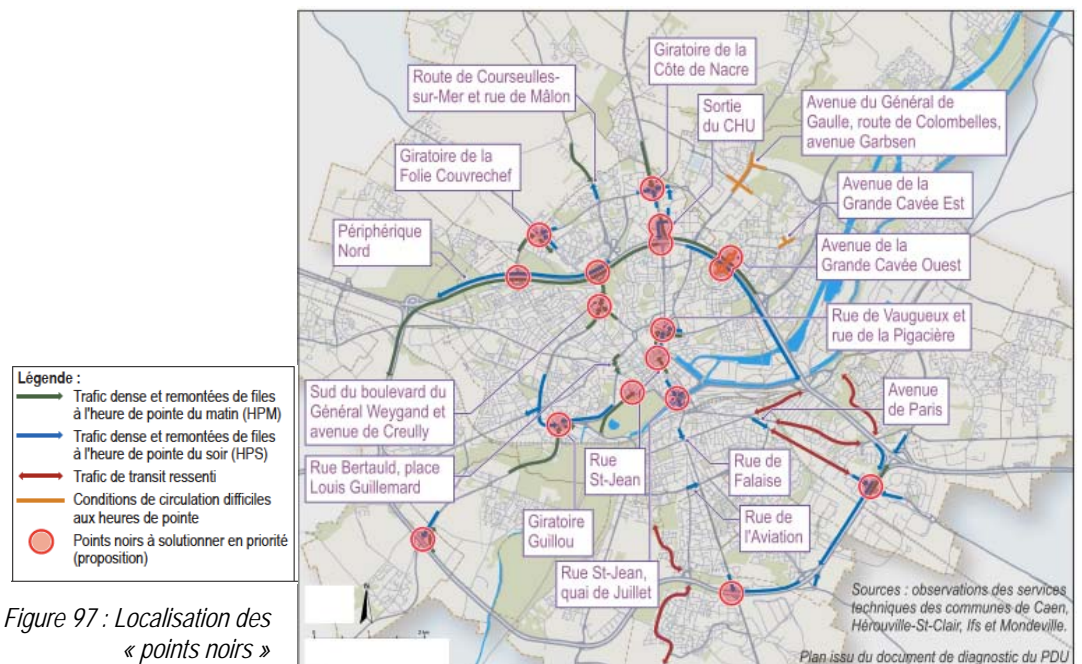 Giratoire de la
Côte de Nacre
Route de Courseulles-
sur-Mer et rue de Mâlon
Sortie
du CHU
Avenue du Général de
Gaulle, route de Colombelles,
avenue Garbsen
Giratoire de la
Folie Couvrechef
Avenue de la
Grande Cavée Est
Périphérique
Nord
Avenue de la
Grande Cavée Ouest
Rue de Vaugueux et
rue de la Pigacière
Légende :
Trafic dense et remontées de files
à l'heure de pointe du matin (HPM)
Trafic dense et remontées de files
à l'heure de pointe du soir (HPS)
Trafic de transit ressenti
Conditions de circulation difficiles
aux heures de pointe
Points noirs à solutionner en priorité
(proposition)
Sud du boulevard du
Général Weygand et
avenue de Creully
Avenue
de Paris
Rue Bertauld, place
Louis Guillemard
Rue
St-Jean
Rue de
Falaise
Giratoire
Guillou
Rue de
l'Aviation
Rue St-Jean,
quai de Juillet
N
Sources : observations des services
techniques des communes de Caen,
Hérouville-St-Clair, Ifs et Mondeville.
Plan issu du document de diagnostic du PDU
Figure 97 : Localisation des
« points noirs »